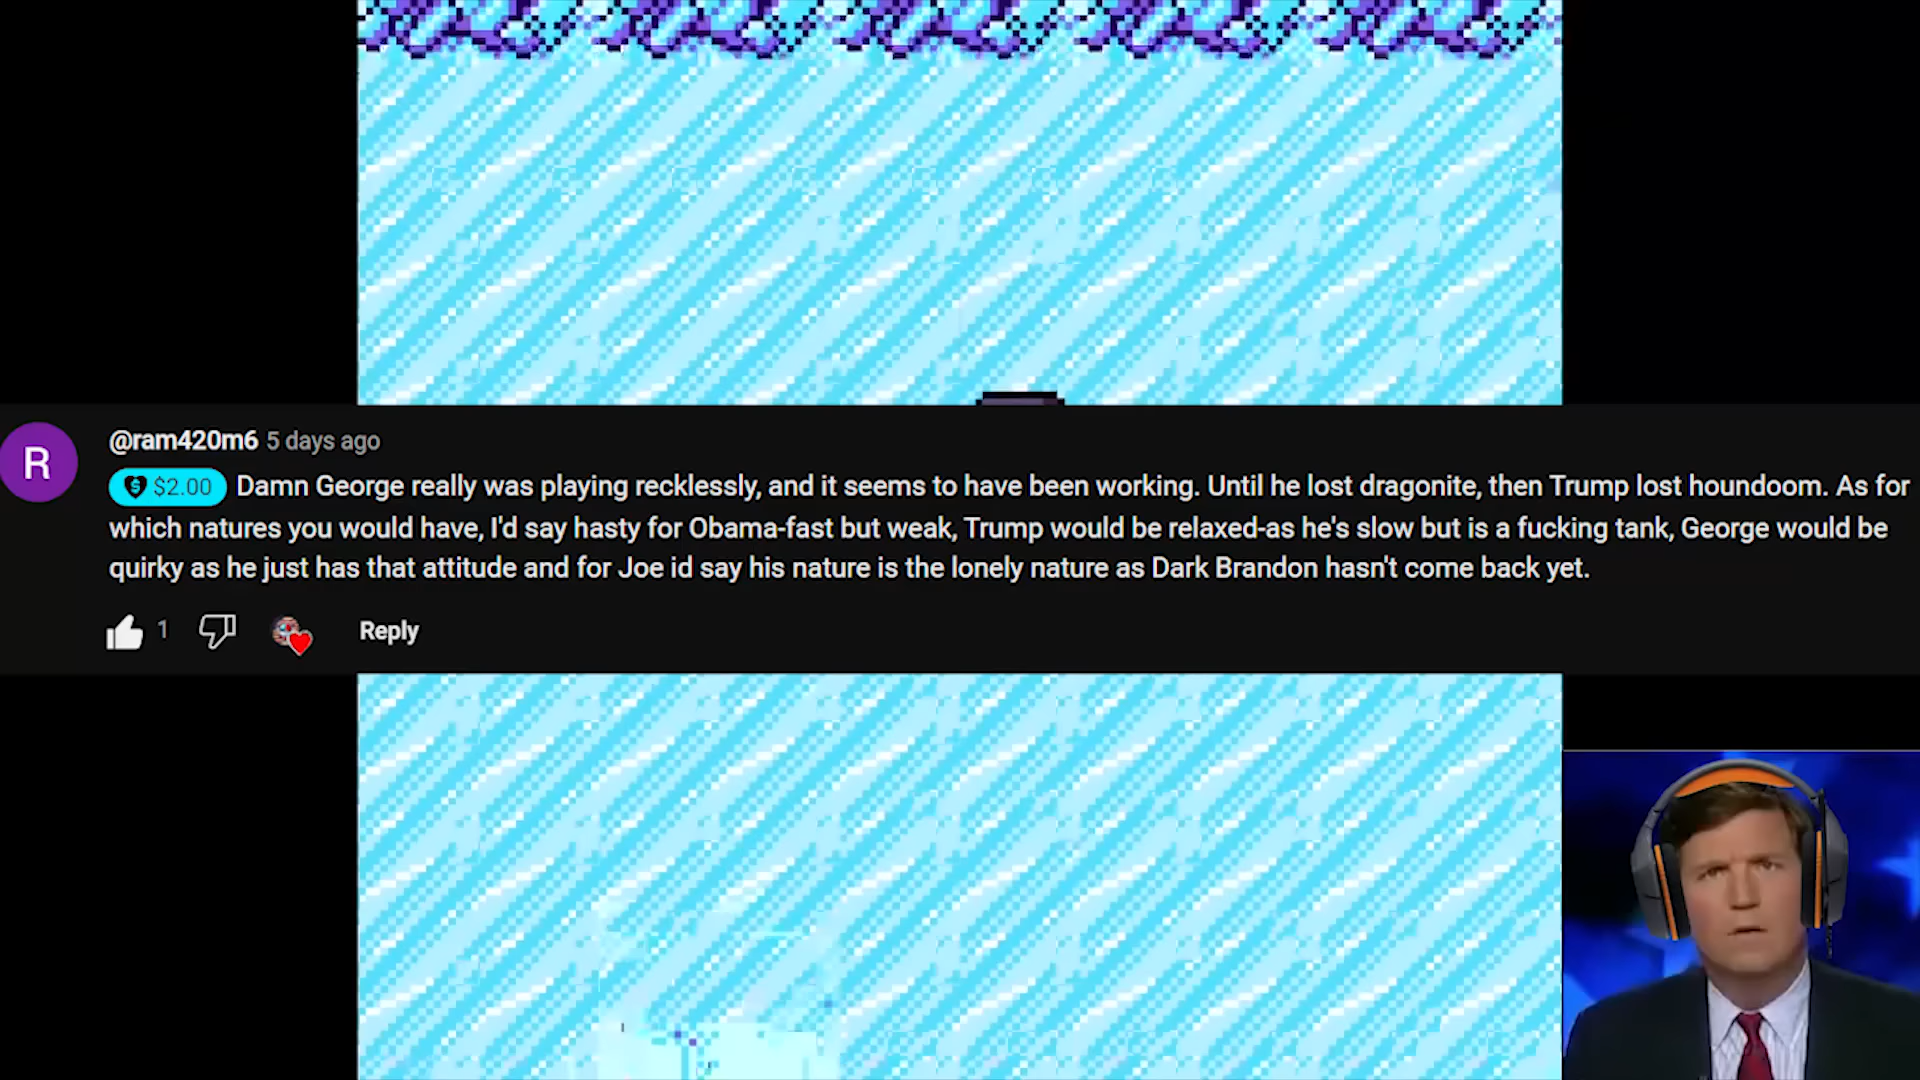 R
@ram420m6 5 days ago
$2.00 Damn George really was playing recklessly, and it seems to have been working. Until he lost dragonite, then Trump lost houndoom. As for
which natures you would have, I'd say hasty for Obama-fast but weak, Trump would be relaxed-as he's slow but is a fucking tank, George would be
quirky as he just has that attitude and for Joe id say his nature is the lonely nature as Dark Brandon hasn't come back yet.
1 Reply